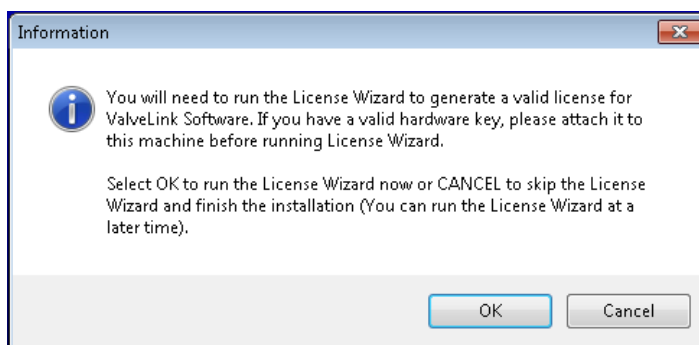 Information
You will need to run the License Wizard to generate a valid license for
ValveLink Software. If you have a valid hardware key, please attach it to
this machine before running License Wizard.
Select OK to run the License Wizard now or CANCEL to skip the License
Wizard and finish the installation (You can run the License Wizard at a
later time).
OK
Cancel